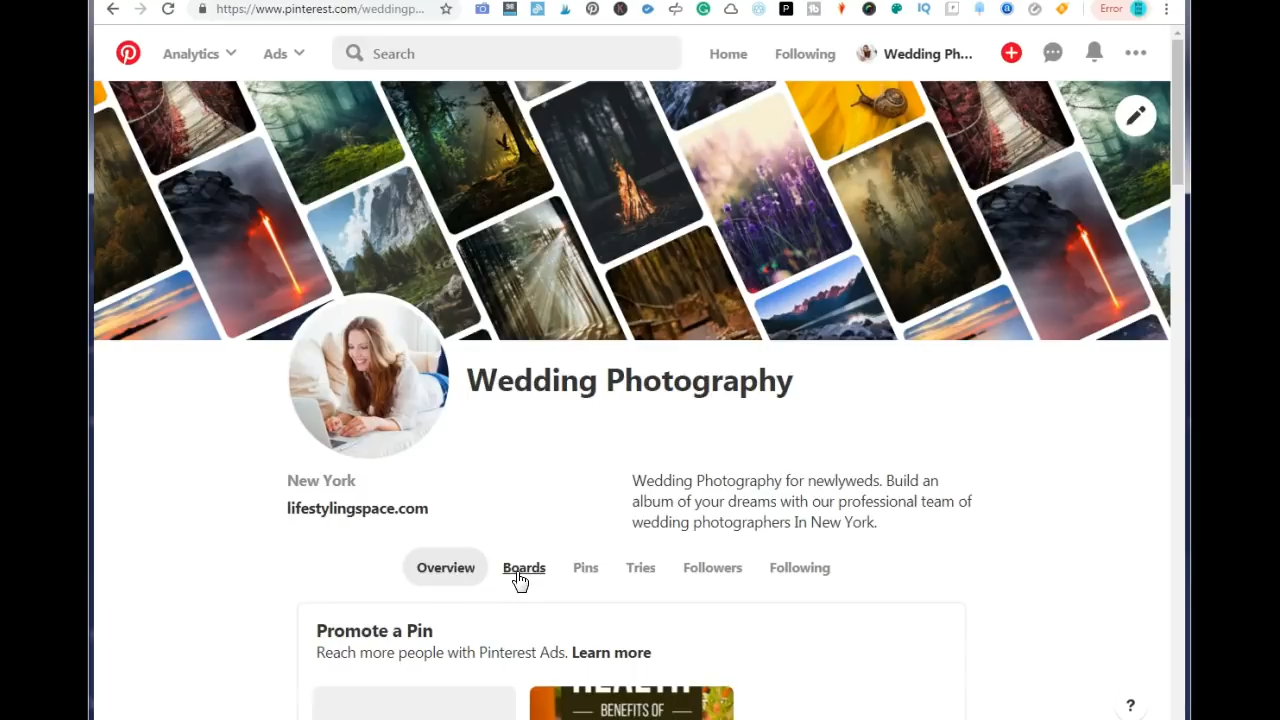 https://www.pinterest.com/weddingp...
Error
Analytics
Ads
Search
Home
Following
Wedding Ph...
Wedding Photography
New York
lifestylingspace.com
Wedding Photography for newlyweds. Build an
album of your dreams with our professional team of
wedding photographers In New York.
Overview
Boards
Pins
Tries
Followers
Following
Promote a Pin
Reach more people with Pinterest Ads. Learn more
HEALTH
BENEFITS OF
?